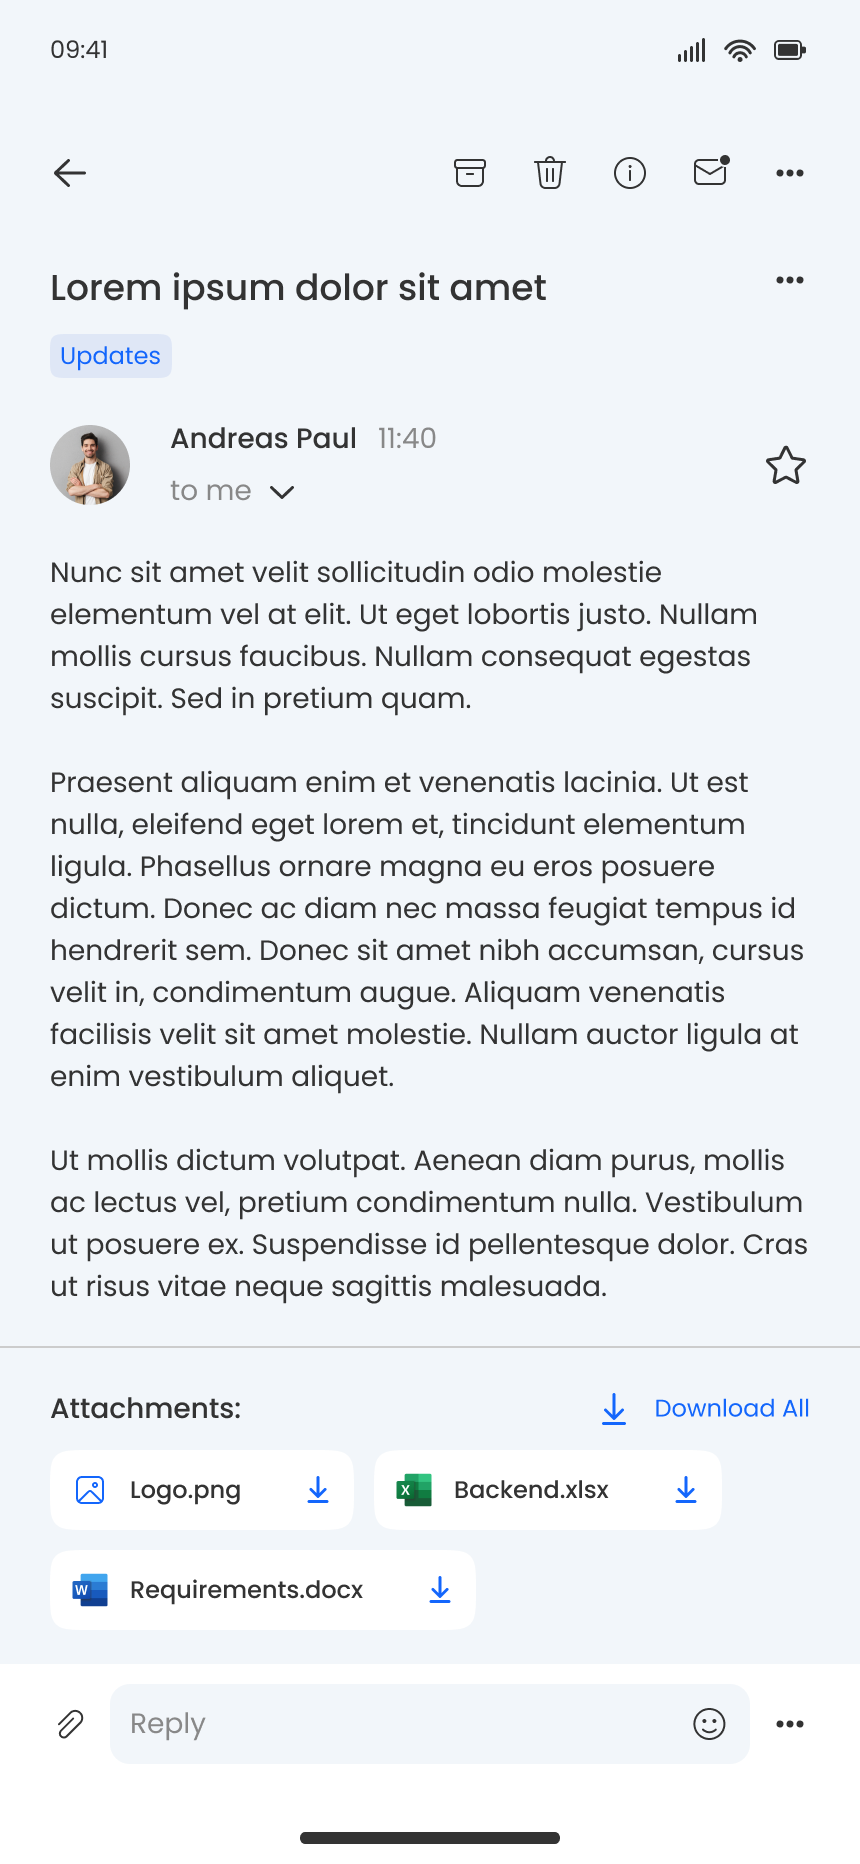 09:41
Lorem ipsum dolor sit amet
Updates
Andreas Paul 11:40
to me
Nunc sit amet velit sollicitudin odio molestie
elementum vel at elit. Ut eget lobortis justo. Nullam
mollis cursus faucibus. Nullam consequat egestas
suscipit. Sed in pretium quam.
Praesent aliquam enim et venenatis lacinia. Ut est
nulla, eleifend eget lorem et, tincidunt elementum
ligula. Phasellus ornare magna eu eros posuere
dictum. Donec ac diam nec massa feugiat tempus id
hendrerit sem. Donec sit amet nibh accumsan, cursus
velit in, condimentum augue. Aliquam venenatis
facilisis velit sit amet molestie. Nullam auctor ligula at
enim vestibulum aliquet.
Ut mollis dictum volutpat. Aenean diam purus, mollis
ac lectus vel, pretium condimentum nulla. Vestibulum
ut posuere ex. Suspendisse id pellentesque dolor. Cras
ut risus vitae neque sagittis malesuada.
Attachments: Download All
Logo.png X Backend.xlsx
W Requirements.docx
Reply